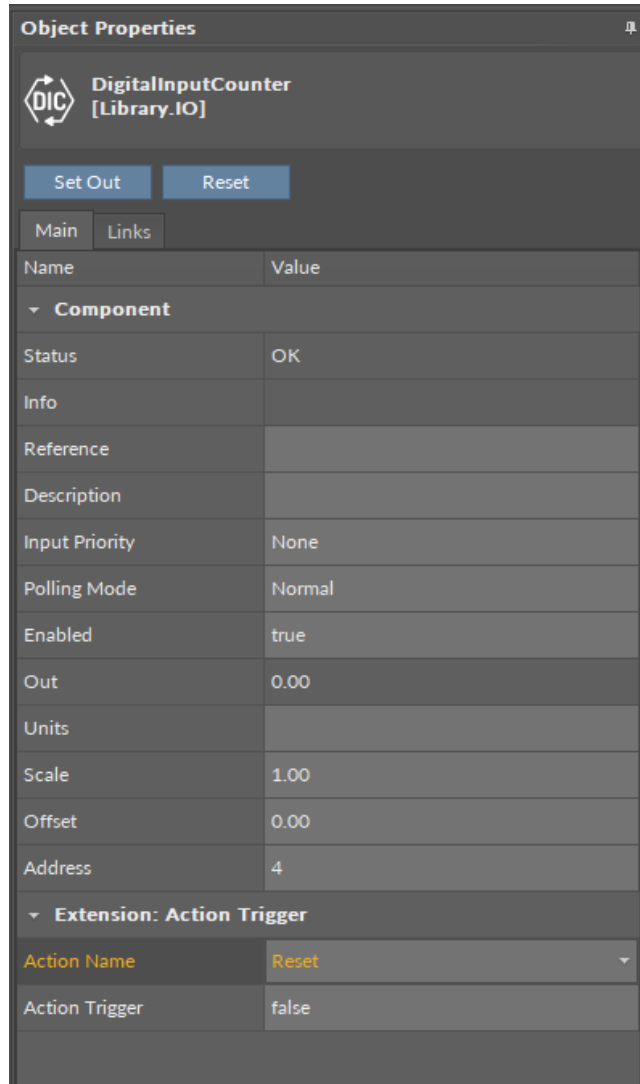 Object Properties
DIC
DigitalInputCounter
[Library.IO]
Set Out Reset
Main Links
Name Value
Component
Status OK
Info
Reference
Description
Input Priority None
Polling Mode Normal
Enabled true
Out 0.00
Units
Scale 1.00
Offset 0.00
Address 4
Extension: Action Trigger
Action Name Reset
Action Trigger false